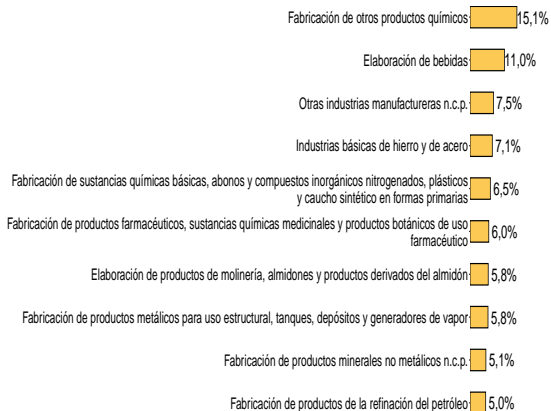 Fabricación de otros productos químicos 15,1%
Elaboración de bebidas 11,0%
Otras industrias manufactureras n.c.p. 7,5%
Industrias básicas de hierro y de acero 7,1%
Fabricación de sustancias químicas básicas, abonos y compuestos inorgánicos nitrogenados, plásticos
y caucho sintético en formas primarias 6,5%
Fabricación de productos farmacéuticos, sustancias químicas medicinales y productos botánicos de uso
farmacéutico 6,0%
Elaboración de productos de molinería, almidones y productos derivados del almidón 5,8%
Fabricación de productos metálicos para uso estructural, tanques, depósitos y generadores de vapor 5,8%
Fabricación de productos minerales no metálicos n.c.p. 5,1%
Fabricación de productos de la refinación del petróleo 5,0%